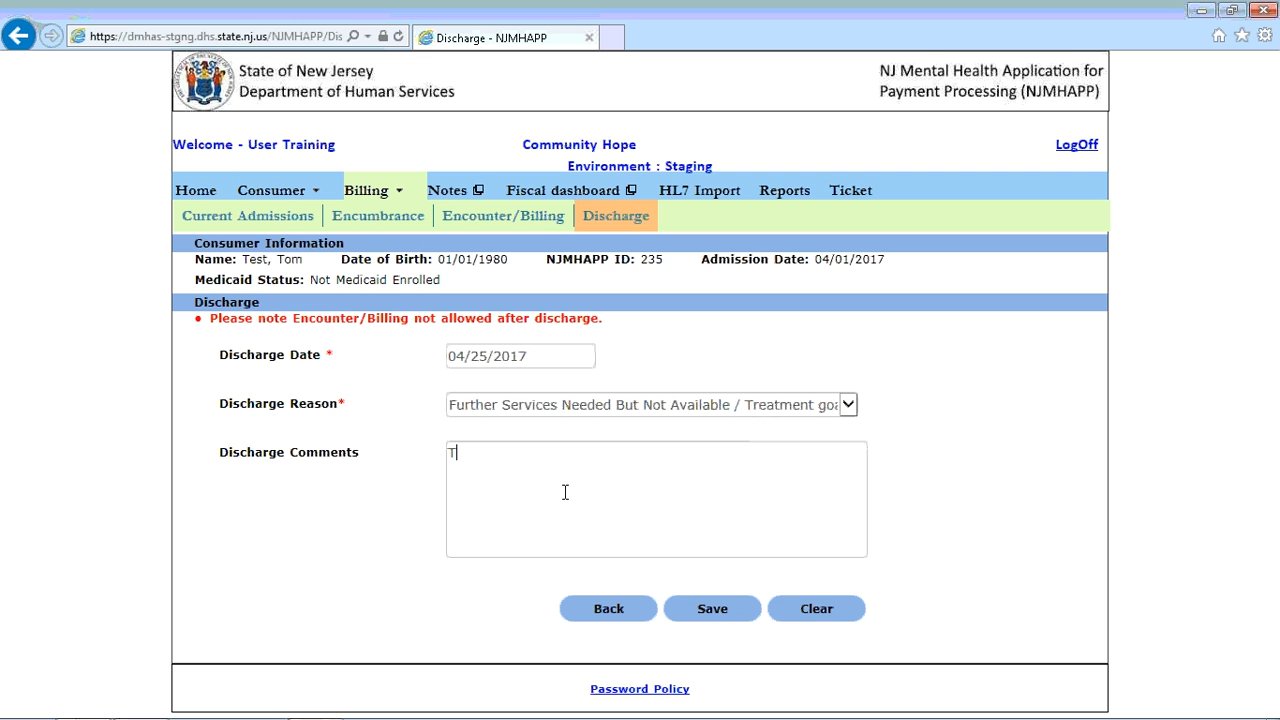 https://dmhas-stgng.dhs.state.nj.us/NJMHAPP/Dis
Discharge - NJMHAPP
State of New Jersey
Department of Human Services
NJ Mental Health Application for
Payment Processing (NJMHAPP)
Welcome - User Training
Community Hope
LogOff
Environment : Staging
Home Consumer Billing Notes Fiscal dashboard HL7 Import Reports Ticket
Current Admissions Encumbrance Encounter/Billing Discharge
Consumer Information
Name: Test, Tom Date of Birth: 01/01/1980 NJMHAPP ID: 235 Admission Date: 04/01/2017
Medicaid Status: Not Medicaid Enrolled
Discharge
• Please note Encounter/Billing not allowed after discharge.
Discharge Date * 04/25/2017
Discharge Reason* Further Services Needed But Not Available / Treatment goa
Discharge Comments T
Back Save Clear
Password Policy